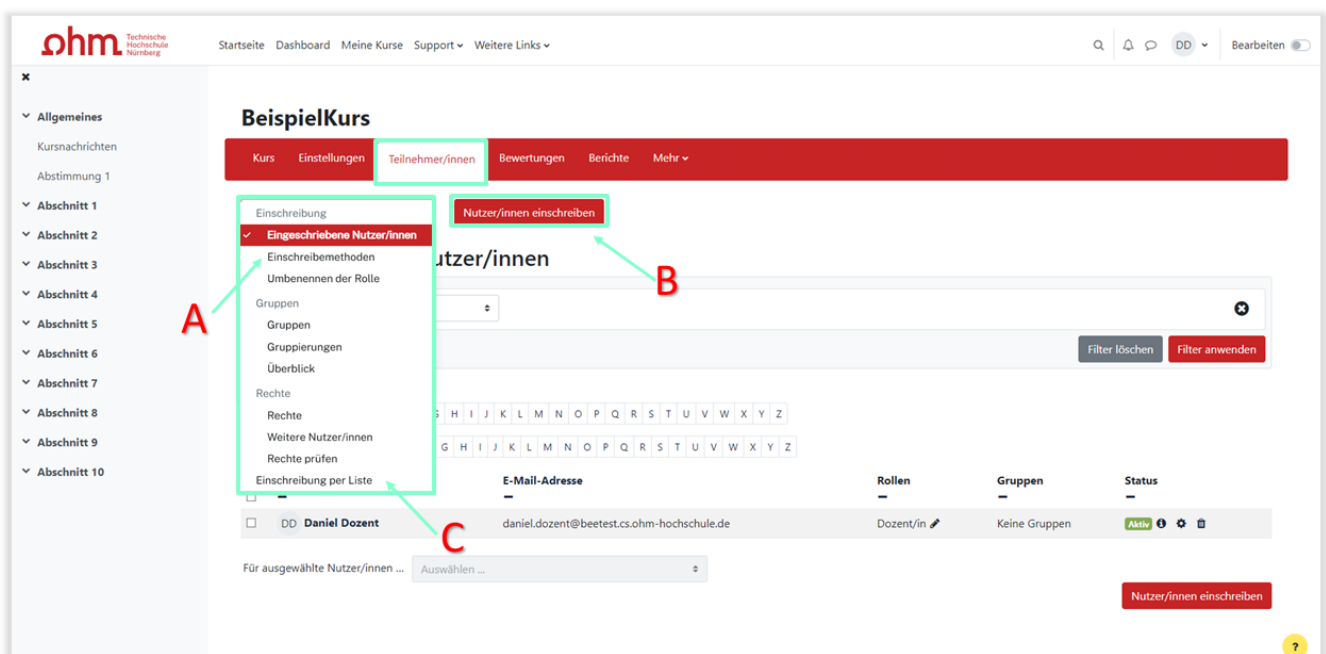 ohm Technische
Hochschule
Nürnberg
Startseite Dashboard Meine Kurse Support Weitere Links
DD Bearbeiten
Allgemeines
Kursnachrichten
Abstimmung 1
Abschnitt 1
Abschnitt 2
Abschnitt 3
Abschnitt 4
Abschnitt 5
Abschnitt 6
Abschnitt 7
Abschnitt 8
Abschnitt 9
Abschnitt 10
BeispielKurs
Kurs Einstellungen Teilnehmer/innen Bewertungen Berichte Mehr
Einschreibung
Eingeschriebene Nutzer/innen
Einschreibemethoden
Umbenennen der Rolle
Gruppen
Gruppen
Gruppierungen
Überblick
Rechte
Rechte
Weitere Nutzer/innen
Rechte prüfen
Einschreibung per Liste
Nutzer/innen einschreiben
utzer/innen
A
B
C
Filter löschen Filter anwenden
H I J K L M N O P Q R S T U V W X Y Z
G H I J K L M N O P Q R S T U V W X Y Z
E-Mail-Adresse Rollen Gruppen Status
DD Daniel Dozent daniel.dozent@beetest.cs.ohm-hochschule.de Dozent/in Keine Gruppen Aktiv
Für ausgewählte Nutzer/innen ... Auswählen ...
Nutzer/innen einschreiben
?